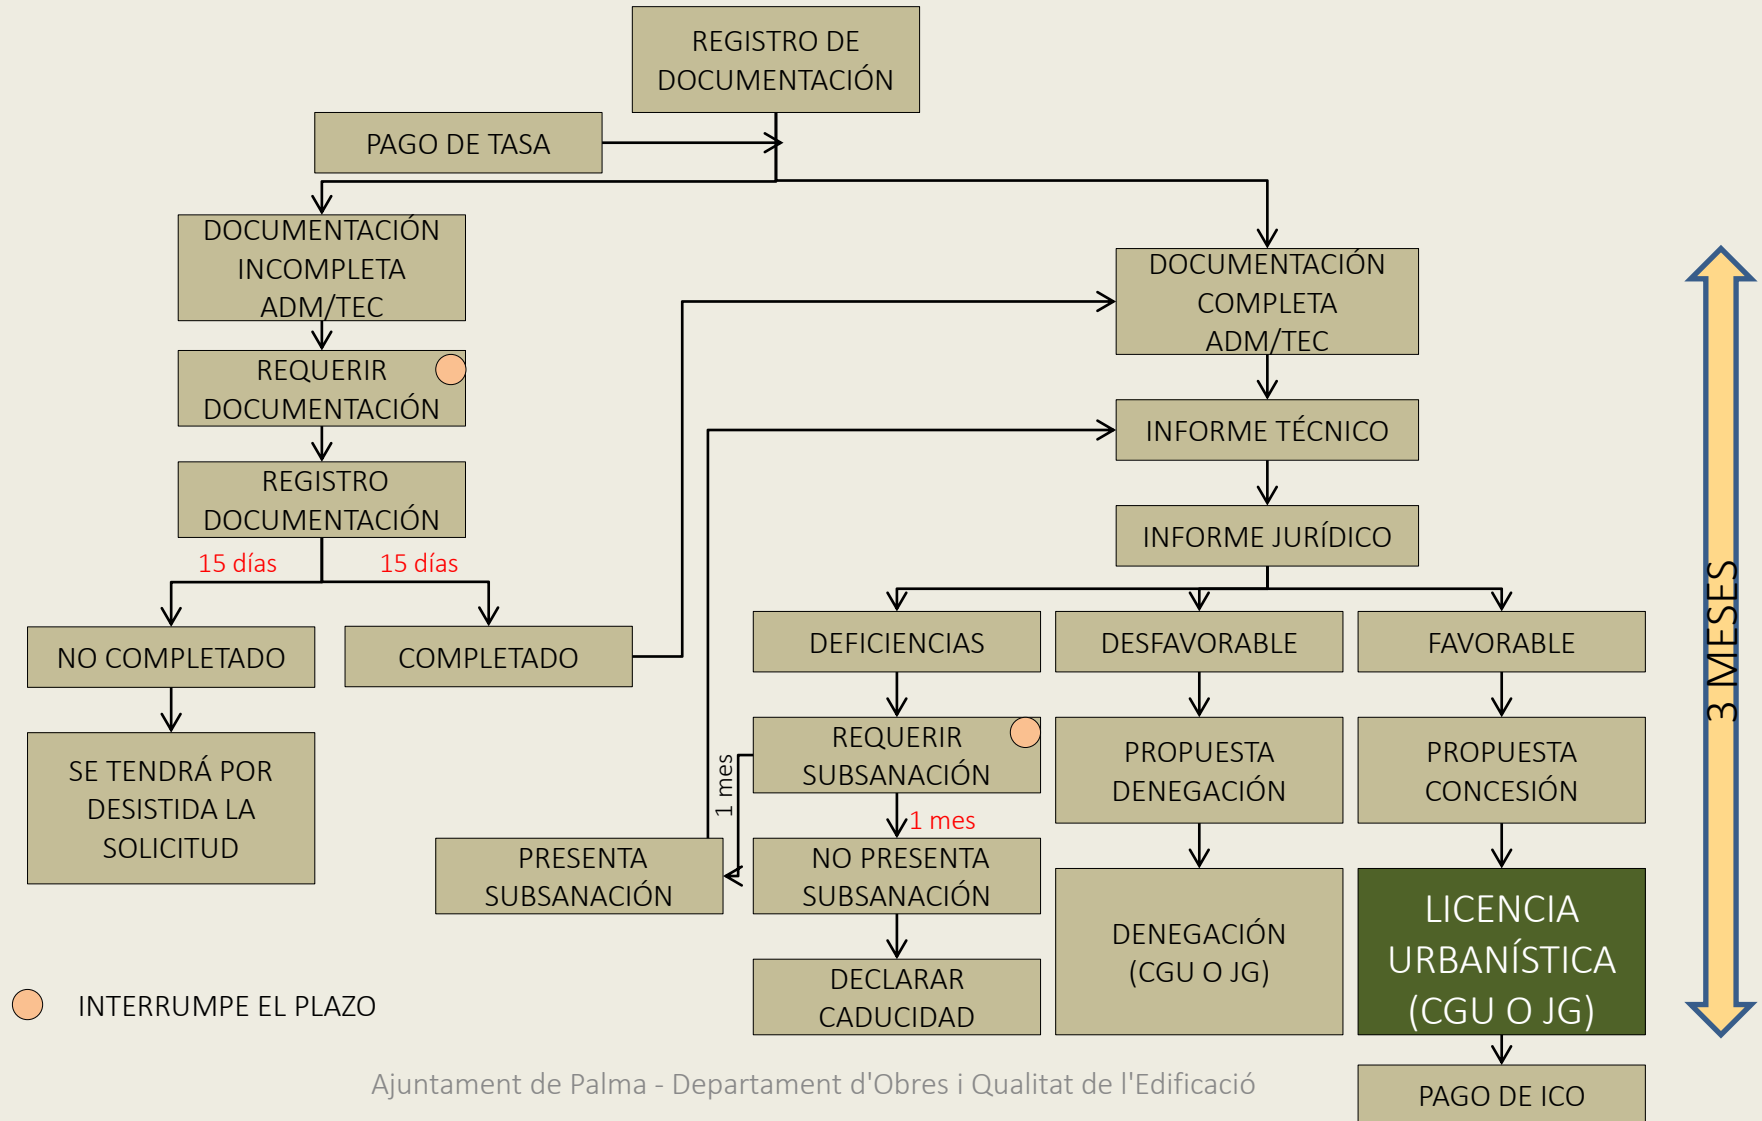 REGISTRO DE
DOCUMENTACIÓN
PAGO DE TASA
DOCUMENTACIÓN
INCOMPLETA
ADM/TEC
REQUERIR
DOCUMENTACIÓN
REGISTRO
DOCUMENTACIÓN
15 días
15 días
NO COMPLETADO
COMPLETADO
SE TENDRÁ POR
DESISTIDA LA
SOLICITUD
DOCUMENTACIÓN
COMPLETA
ADM/TEC
INFORME TÉCNICO
INFORME JURÍDICO
DEFICIENCIAS
DESFAVORABLE
FAVORABLE
REQUERIR
SUBSANACIÓN
PROPUESTA
DENEGACIÓN
PROPUESTA
CONCESIÓN
1 mes
1 mes
PRESENTA
SUBSANACIÓN
NO PRESENTA
SUBSANACIÓN
DECLARAR
CADUCIDAD
DENEGACIÓN
(CGU O JG)
LICENCIA
URBANÍSTICA
(CGU O JG)
PAGO DE ICO
3 MESES
INTERRUMPE EL PLAZO
Ajuntament de Palma - Departament d'Obres i Qualitat de l'Edificació